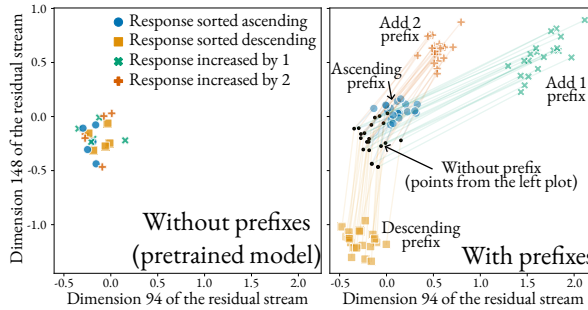 Dimension 148 of the residual stream
1.0
0.5
0.0
-0.5
-1.0
Response sorted ascending
Response sorted descending
Response increased by 1
Response increased by 2
Without prefixes
(pretrained model)
-0.5 0.0 0.5 1.0 1.5 2.0
Dimension 94 of the residual stream
Add 2
prefix
Ascending
prefix
Add 1
prefix
Without prefix
(points from the left plot)
Descending
prefix
With prefixes
-0.5 0.0 0.5 1.0 1.5 2.0
Dimension 94 of the residual stream